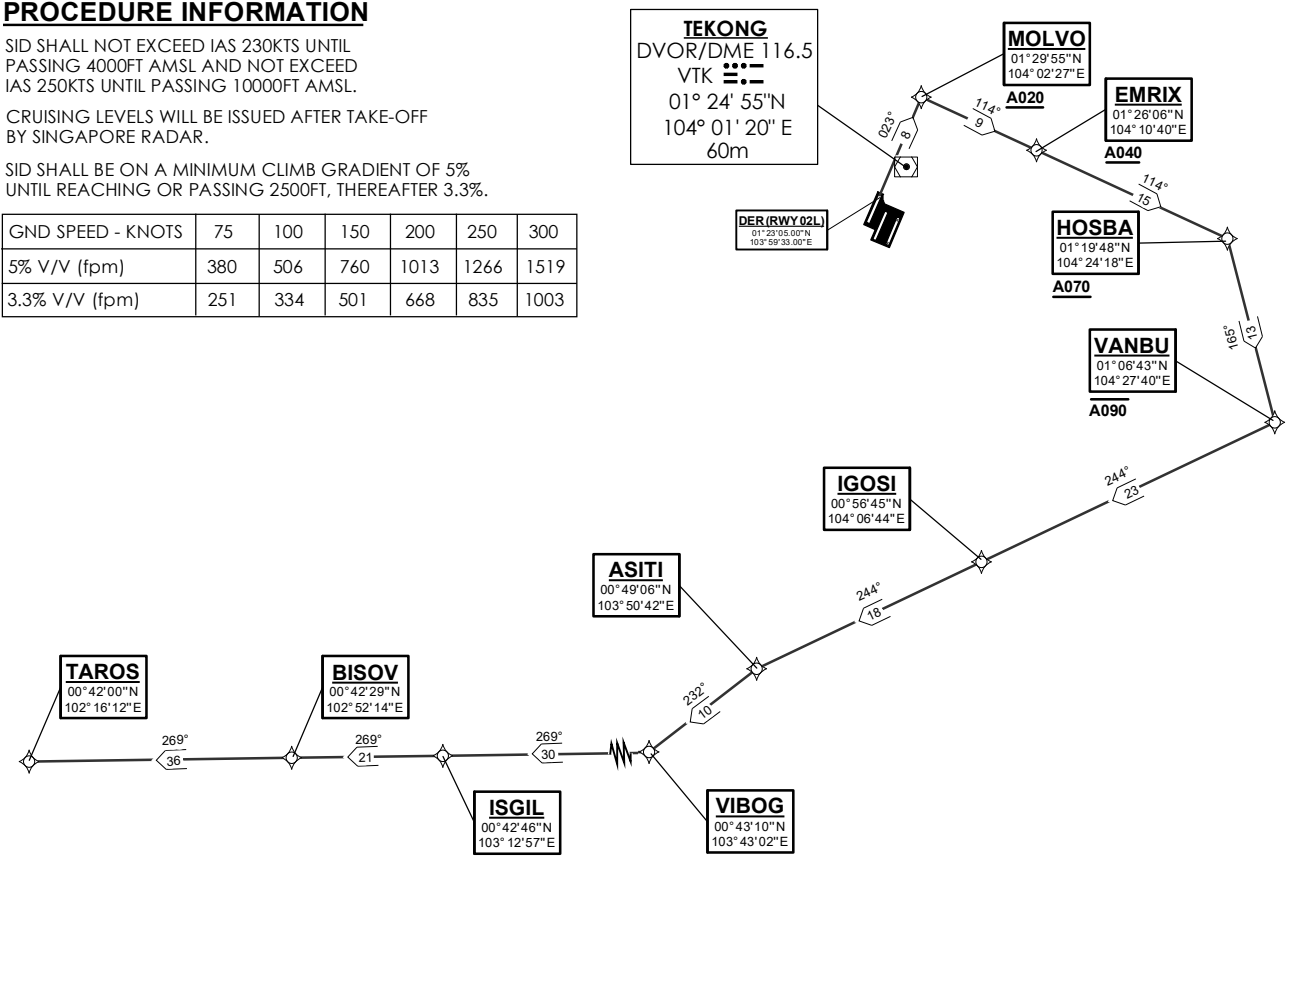 PROCEDURE INFORMATION
SID SHALL NOT EXCEED IAS 230KTS UNTIL
PASSING 4000FT AMSL AND NOT EXCEED
IAS 250KTS UNTIL PASSING 10000FT AMSL.
CRUISING LEVELS WILL BE ISSUED AFTER TAKE-OFF
BY SINGAPORE RADAR.
SID SHALL BE ON A MINIMUM CLIMB GRADIENT OF 5%
UNTIL REACHING OR PASSING 2500FT, THEREAFTER 3.3%.
GND SPEED - KNOTS 75 100 150 200 250 300
5% V/V (fpm) 380 506 760 1013 1266 1519
3.3% V/V (fpm) 251 334 501 668 835 1003
TEKONG
DVOR/DME 116.5
VTK
01° 24' 55"N
104° 01' 20" E
60m
DER (RWY 02L)
01°23'05.00"N
103°59'33.00"E
023°
8
MOLVO
01°29'55"N
104°02'27"E
A020
114°
9
EMRIX
01°26'06"N
104°10'40"E
A040
114°
15
HOSBA
01°19'48"N
104°24'18"E
A070
165°
13
VANBU
01°06'43"N
104°27'40"E
A090
244°
23
IGOSI
00°56'45"N
104°06'44"E
244°
18
ASITI
00°49'06"N
103°50'42"E
232°
10
VIBOG
00°43'10"N
103°43'02"E
269°
30
ISGIL
00°42'46"N
103°12'57"E
269°
21
BISOV
00°42'29"N
102°52'14"E
269°
36
TAROS
00°42'00"N
102°16'12"E